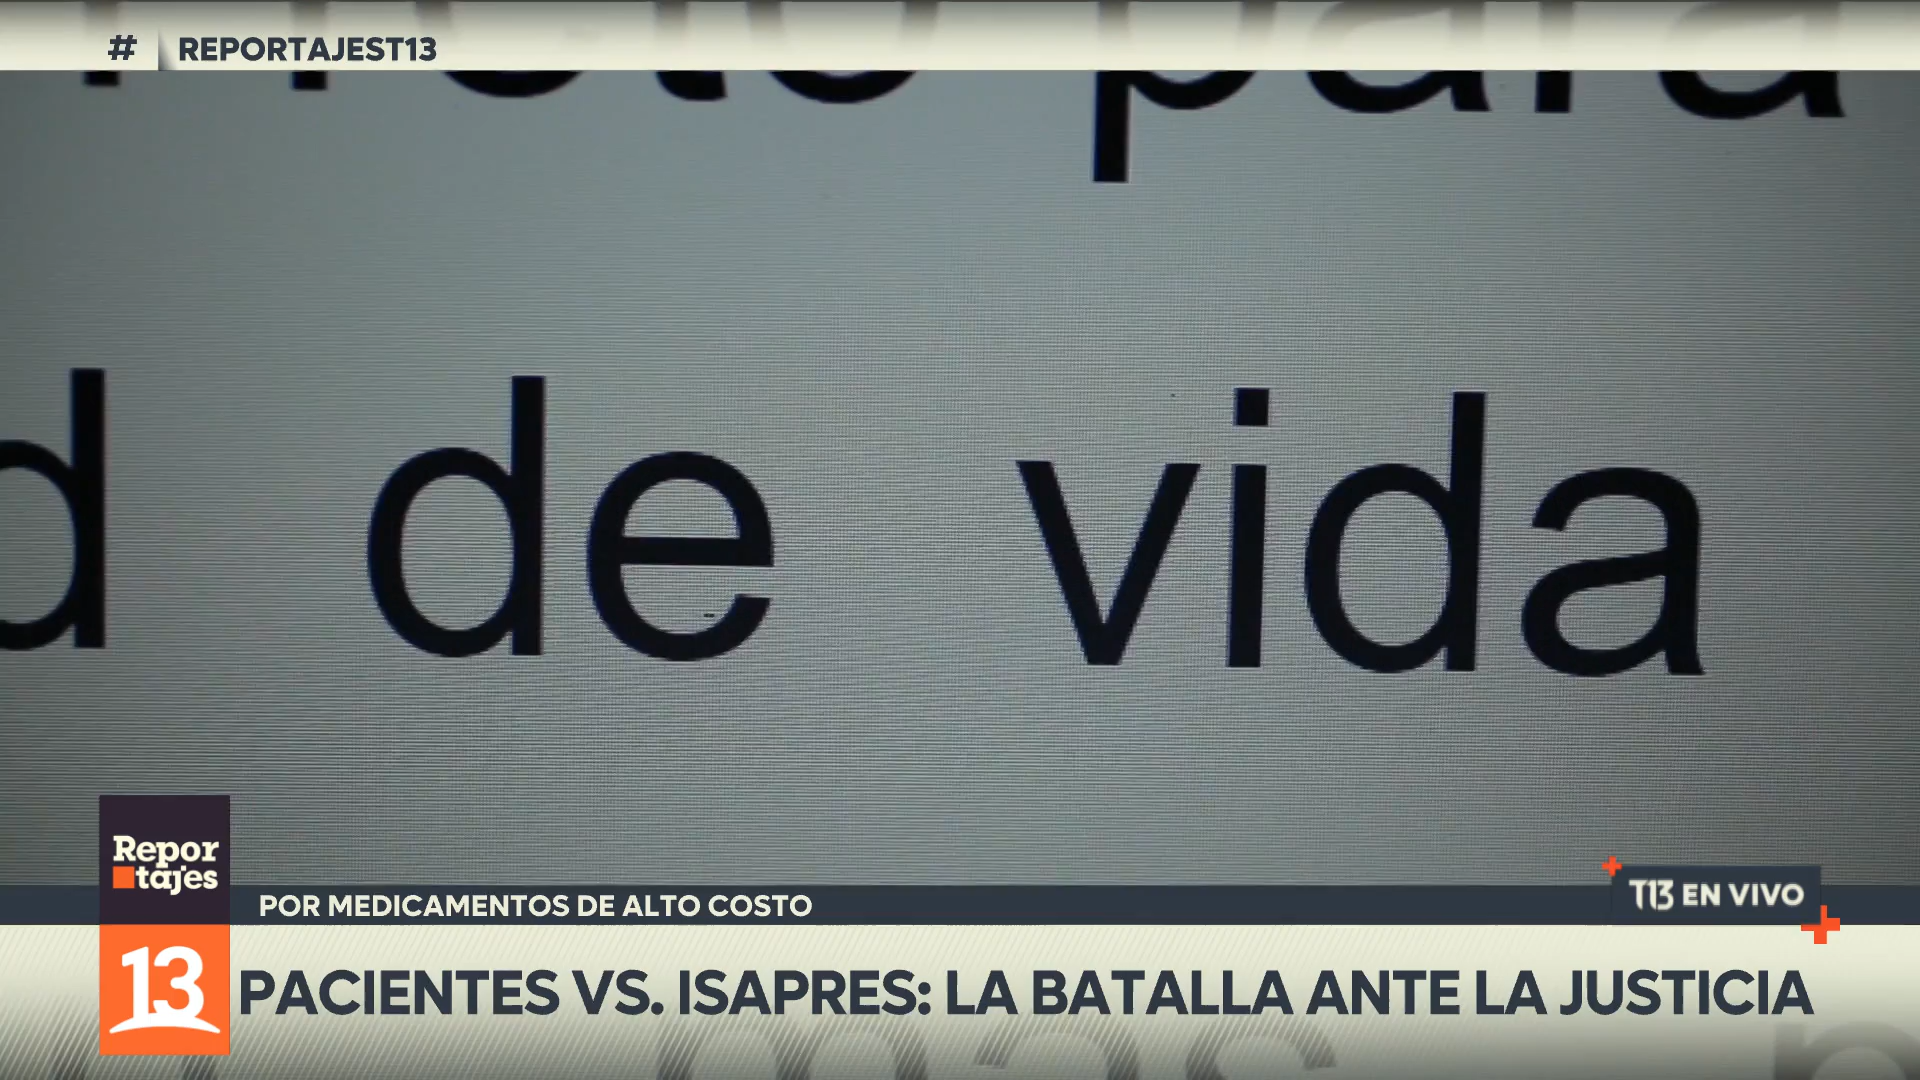 # REPORTAJEST13
para
de vida
Repor
tajes
POR MEDICAMENTOS DE ALTO COSTO
T13 EN VIVO
13
PACIENTES VS. ISAPRES: LA BATALLA ANTE LA JUSTICIA